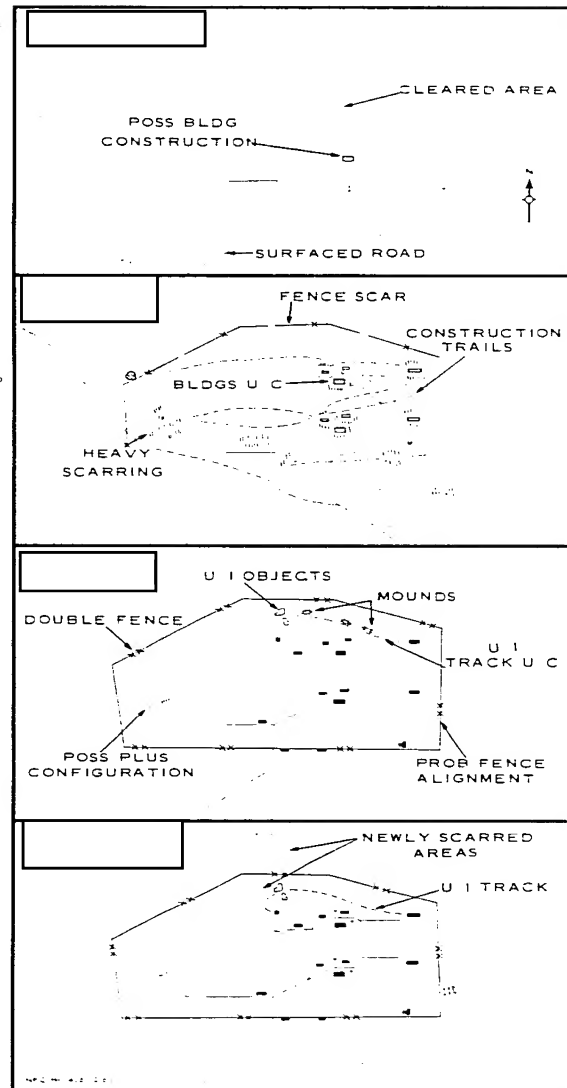 CLEARED AREA
POSS BLDG
CONSTRUCTION
SURFACED ROAD
FENCE SCAR
CONSTRUCTION
TRAILS
BLDGS U C
HEAVY
SCARRING
U I OBJECTS
MOUNDS
DOUBLE FENCE
U I
TRACK U C
POSS PLUS
CONFIGURATION
PROB FENCE
ALIGNMENT
NEWLY SCARRED
AREAS
U I TRACK